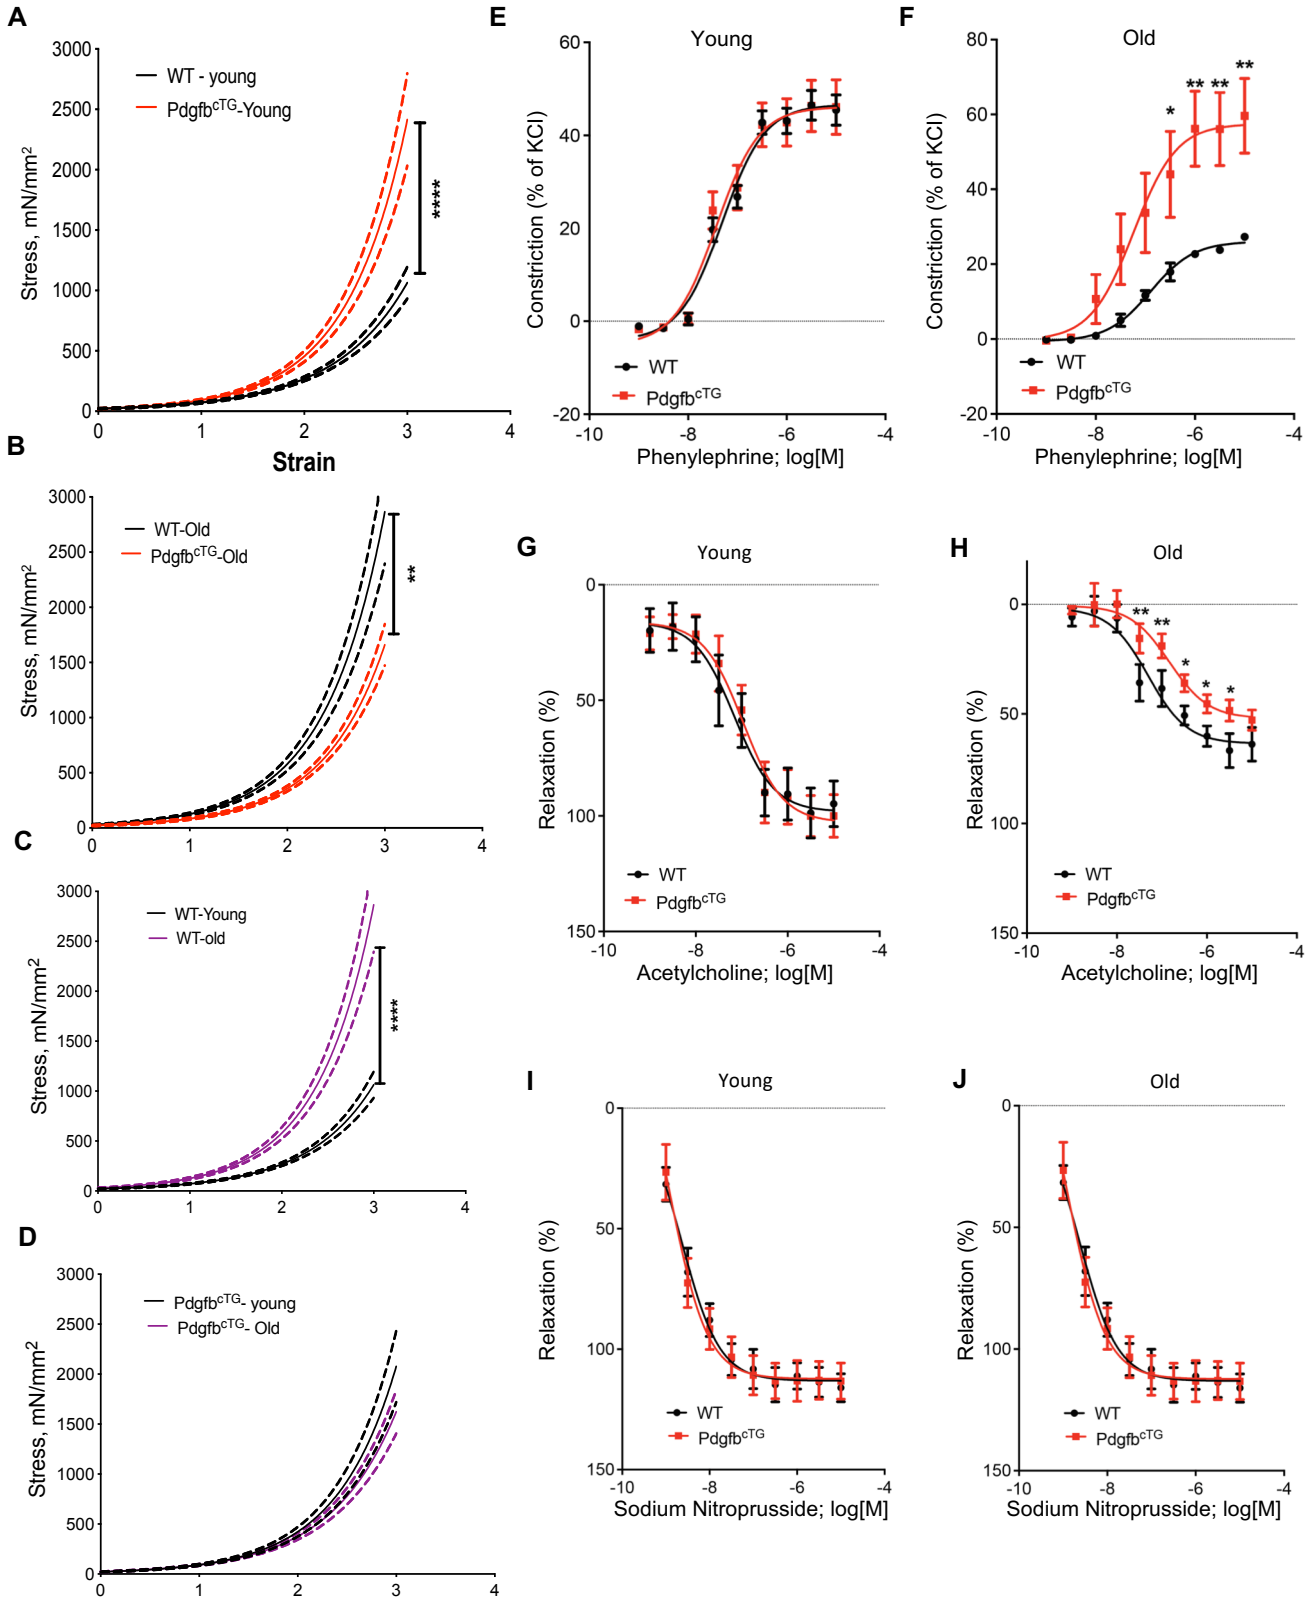 A
3000
2500
2000
1500
1000
500
0
Stress, mN/mm²
WT - young
PdgfbcTG-Young
****
0 1 2 3 4
Strain
B
3000
2500
2000
1500
1000
500
0
Stress, mN/mm²
WT-Old
PdgfbcTG-Old
**
0 1 2 3 4
C
3000
2500
2000
1500
1000
500
0
Stress, mN/mm²
WT-Young
WT-old
****
0 1 2 3 4
D
3000
2500
2000
1500
1000
500
0
Stress, mN/mm²
PdgfbcTG- young
PdgfbcTG- Old
0 1 2 3 4
E
Young
60
40
20
0
-20
Constriction (% of KCl)
WT
PdgfbcTG
-10 -8 -6 -4
Phenylephrine; log[M]
F
Old
80
60
40
20
0
-20
Constriction (% of KCl)
* ** ** **
WT
PdgfbcTG
-10 -8 -6 -4
Phenylephrine; log[M]
G
Young
0
50
100
150
Relaxation (%)
WT
PdgfbcTG
-10 -8 -6 -4
Acetylcholine; log[M]
H
Old
0
50
100
150
Relaxation (%)
** ** * * *
WT
PdgfbcTG
-10 -8 -6 -4
Acetylcholine; log[M]
I
Young
0
50
100
150
Relaxation (%)
WT
PdgfbcTG
-10 -8 -6 -4
Sodium Nitroprusside; log[M]
J
Old
0
50
100
150
Relaxation (%)
WT
PdgfbcTG
-10 -8 -6 -4
Sodium Nitroprusside; log[M]